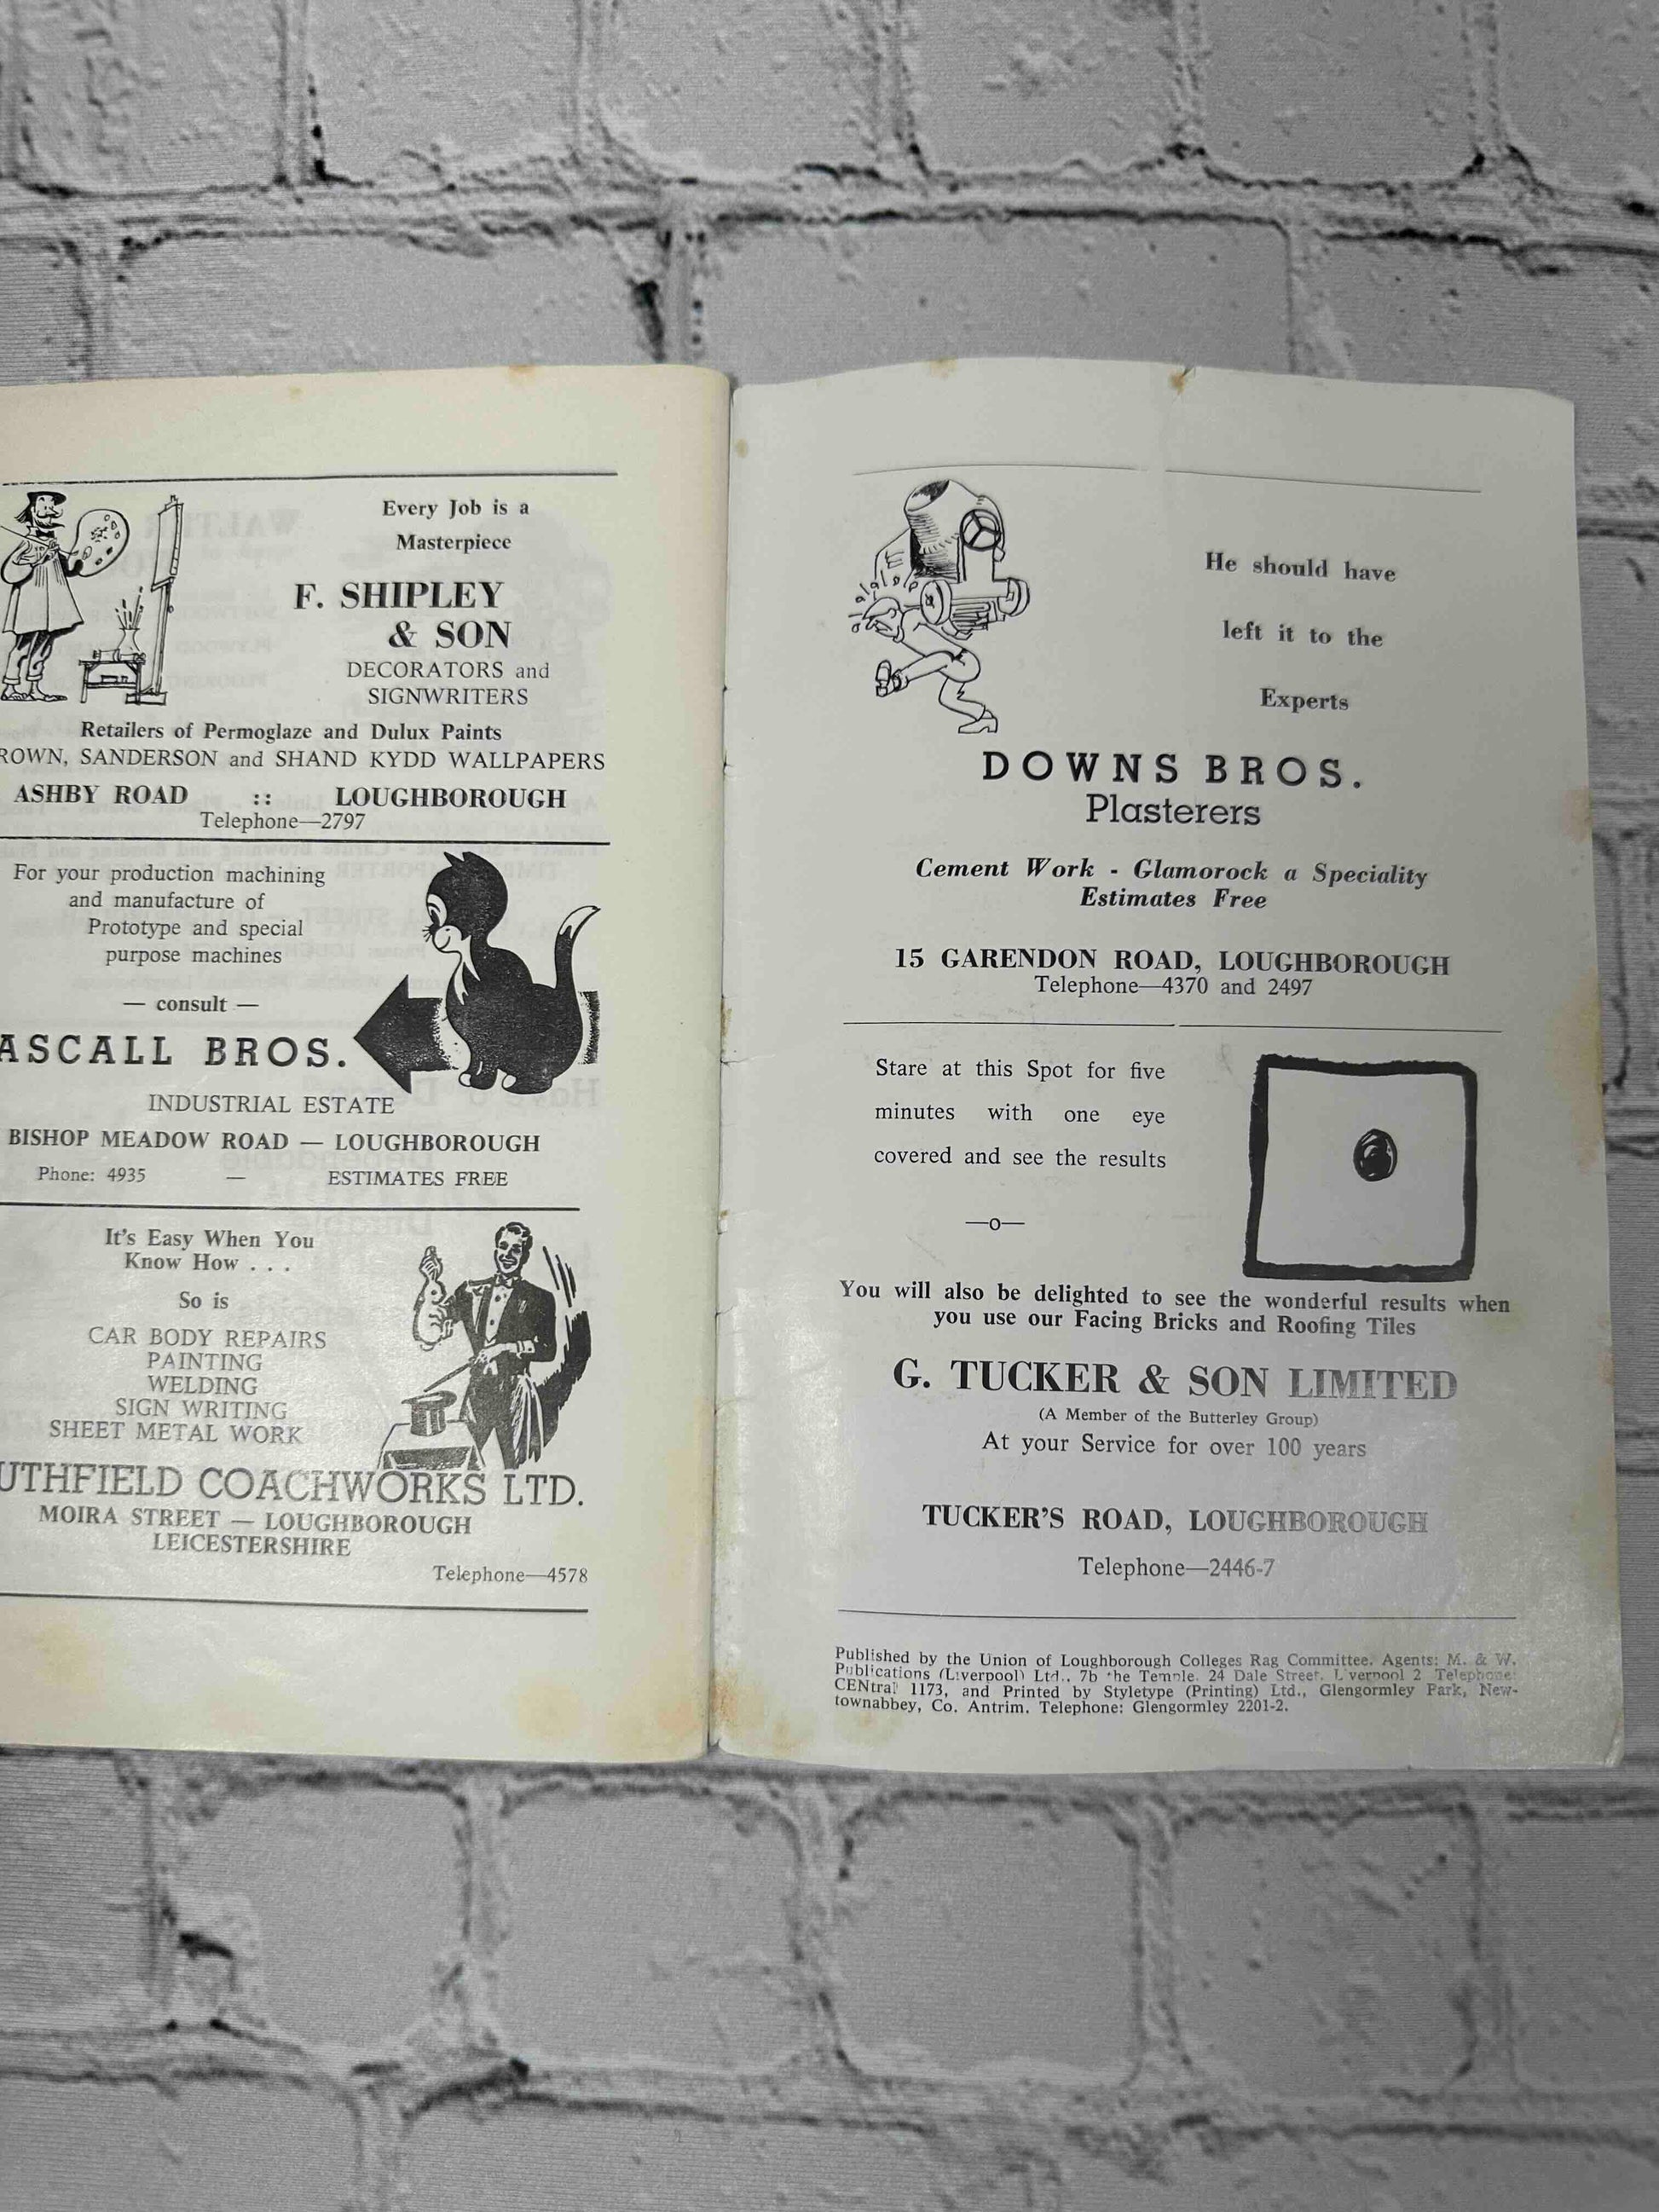 Every Job is a
Masterpiece
F. SHIPLEY
& SON
DECORATORS and
SIGNWRITERS
Retailers of Permoglaze and Dulux Paints
ROWN, SANDERSON and SHAND KYDD WALLPAPERS
ASHBY ROAD :: LOUGHBOROUGH
Telephone—2797
For your production machining
and manufacture of
Prototype and special
purpose machines
— consult —
ASCALL BROS.
INDUSTRIAL ESTATE
BISHOP MEADOW ROAD — LOUGHBOROUGH
Phone: 4935 — ESTIMATES FREE
It's Easy When You
Know How . . .
So is
CAR BODY REPAIRS
PAINTING
WELDING
SIGN WRITING
SHEET METAL WORK
UTHFIELD COACHWORKS LTD.
MOIRA STREET — LOUGHBOROUGH
LEICESTERSHIRE
Telephone—4578
He should have
left it to the
Experts
DOWNS BROS.
Plasterers
Cement Work - Glamorock a Speciality
Estimates Free
15 GARENDON ROAD, LOUGHBOROUGH
Telephone—4370 and 2497
Stare at this Spot for five
minutes with one eye
covered and see the results
—o—
You will also be delighted to see the wonderful results when
you use our Facing Bricks and Roofing Tiles
G. TUCKER & SON LIMITED
(A Member of the Butterley Group)
At your Service for over 100 years
TUCKER'S ROAD, LOUGHBOROUGH
Telephone—2446-7
Published by the Union of Loughborough Colleges Rag Committee. Agents: M. & W.
Publications (Liverpool) Ltd., 7b the Temple, 24 Dale Street, Liverpool 2 Telephone:
CENtral 1173, and Printed by Styletype (Printing) Ltd., Glengormley Park, New-
townabbey, Co. Antrim. Telephone: Glengormley 2201-2.